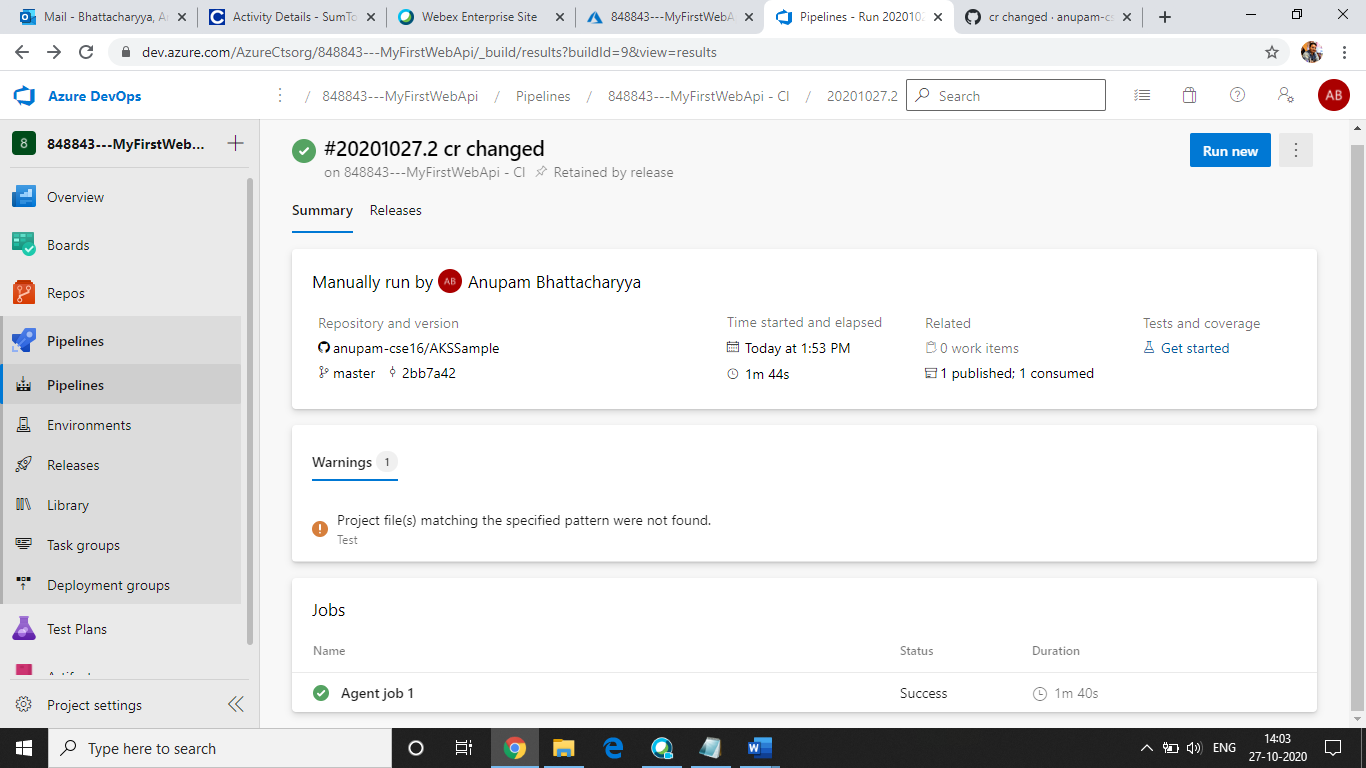 Mail - Bhattacharyya, A
Activity Details - SumTo
Webex Enterprise Site
848843---MyFirstWebA
Pipelines - Run 202010
cr changed · anupam-cs
dev.azure.com/AzureCtsorg/848843---MyFirstWebApi/_build/results?buildId=9&view=results
Azure DevOps
/ 848843---MyFirstWebApi / Pipelines / 848843---MyFirstWebApi - CI / 20201027.2
Search
AB
8 848843---MyFirstWeb...
Overview
Boards
Repos
Pipelines
Pipelines
Environments
Releases
Library
Task groups
Deployment groups
Test Plans
Project settings
#20201027.2 cr changed
on 848843---MyFirstWebApi - CI Retained by release
Run new
Summary Releases
Manually run by AB Anupam Bhattacharyya
Repository and version
anupam-cse16/AKSSample
master 2bb7a42
Time started and elapsed
Today at 1:53 PM
1m 44s
Related
0 work items
1 published; 1 consumed
Tests and coverage
Get started
Warnings 1
Project file(s) matching the specified pattern were not found.
Test
Jobs
Name Status Duration
Agent job 1 Success 1m 40s
Type here to search
ENG
14:03
27-10-2020